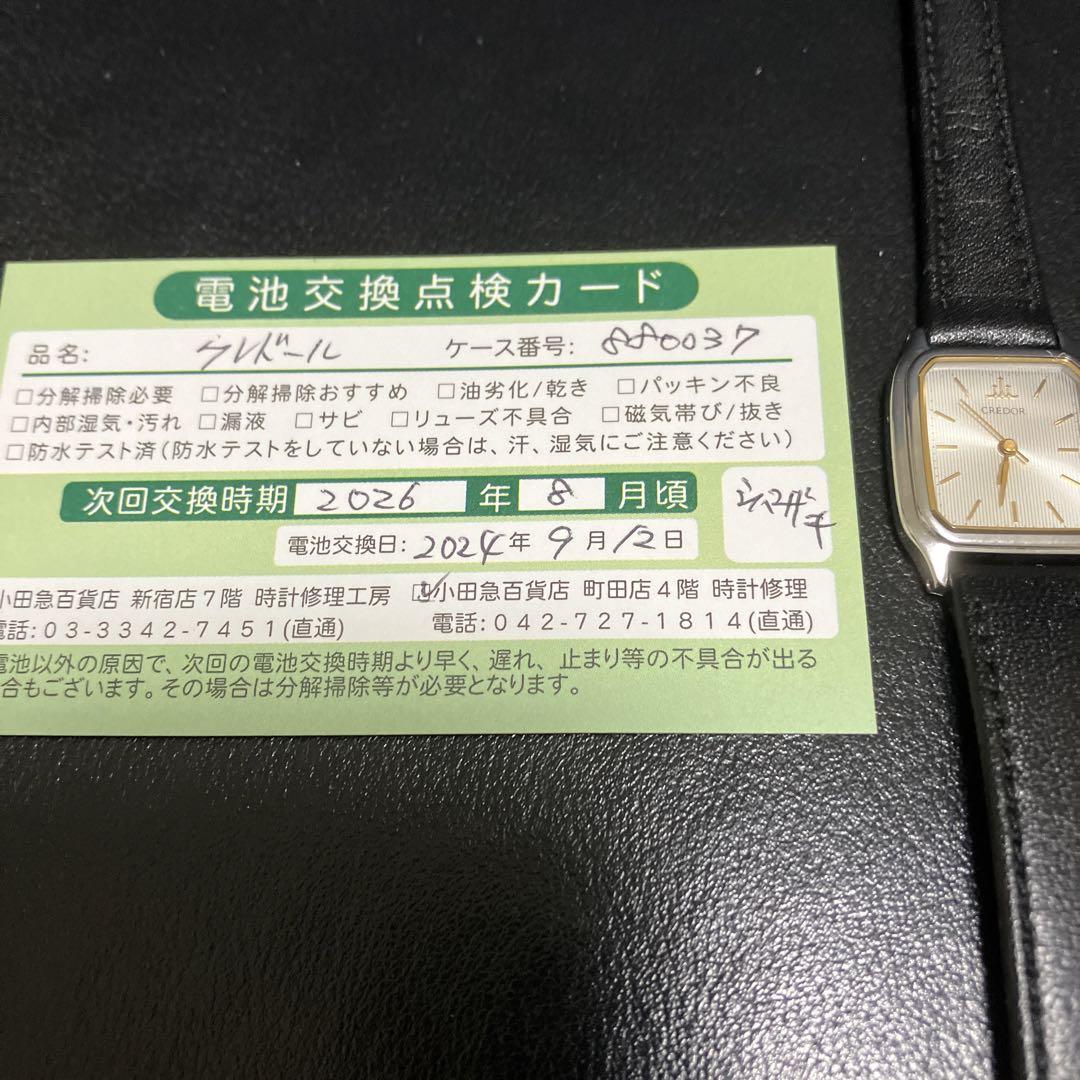 電池交換点検カード
品名: クレドール ケース番号: 880037
□分解掃除必要 □分解掃除おすすめ □油劣化/乾き □パッキン不良
□内部湿気・汚れ □漏液 □サビ □リューズ不具合 □磁気帯び/抜き
□防水テスト済(防水テストをしていない場合は、汗、湿気にご注意ください)
次回交換時期 2026 年 8 月頃
電池交換日: 2024年 9月12日
小田急百貨店 新宿店7階 時計修理工房 ☑小田急百貨店 町田店4階 時計修理
電話:03-3342-7451(直通) 電話:042-727-1814(直通)
電池以外の原因で、次回の電池交換時期より早く、遅れ、止まり等の不具合が出る
合もございます。その場合は分解掃除等が必要となります。
CREDOR